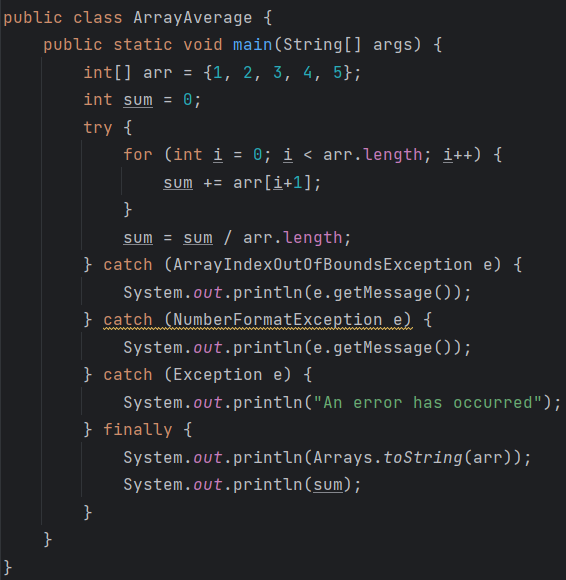 public class ArrayAverage {
    public static void main(String[] args) {
        int[] arr = {1, 2, 3, 4, 5};
        int sum = 0;
        try {
            for (int i = 0; i < arr.length; i++) {
                sum += arr[i+1];
            }
            sum = sum / arr.length;
        } catch (ArrayIndexOutOfBoundsException e) {
            System.out.println(e.getMessage());
        } catch (NumberFormatException e) {
            System.out.println(e.getMessage());
        } catch (Exception e) {
            System.out.println("An error has occurred");
        } finally {
            System.out.println(Arrays.toString(arr));
            System.out.println(sum);
        }
    }
}